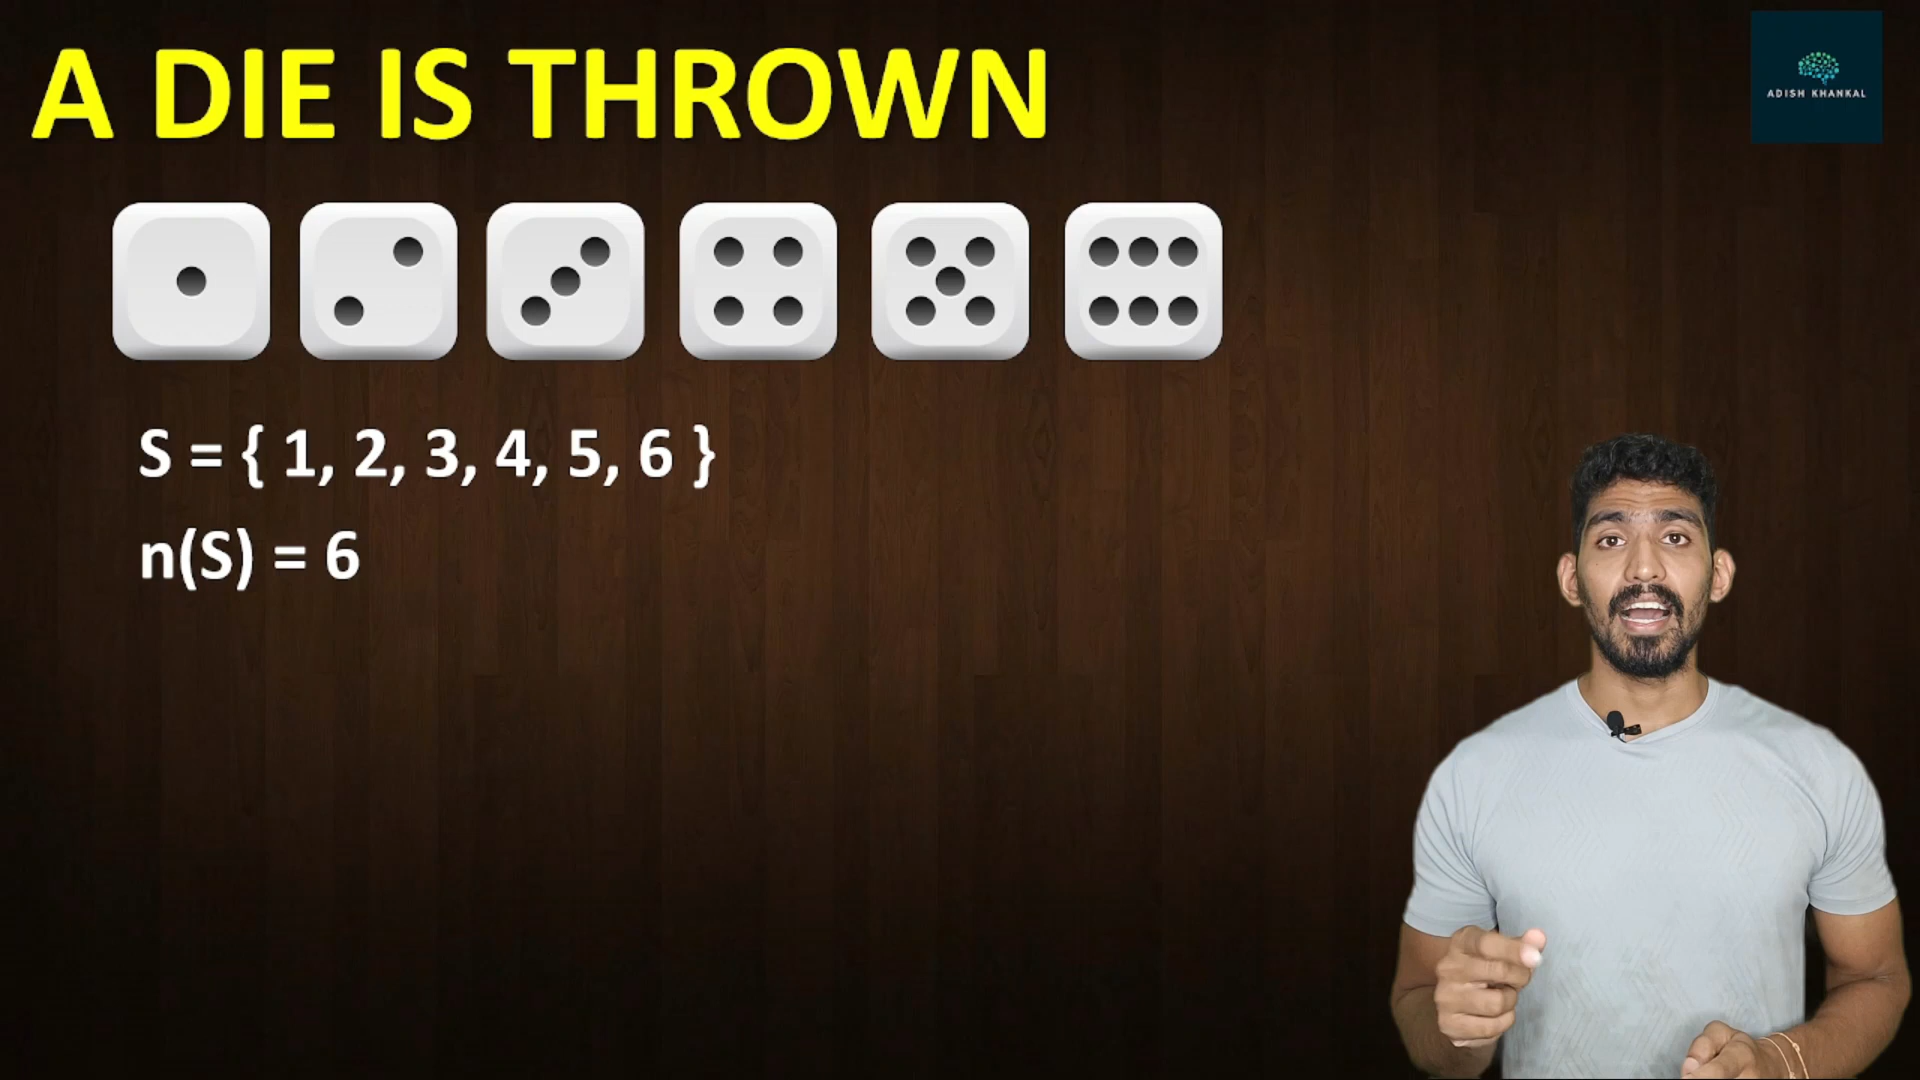 A DIE IS THROWN
ADISH KHANKAL
S = { 1, 2, 3, 4, 5, 6 }
n(S) = 6